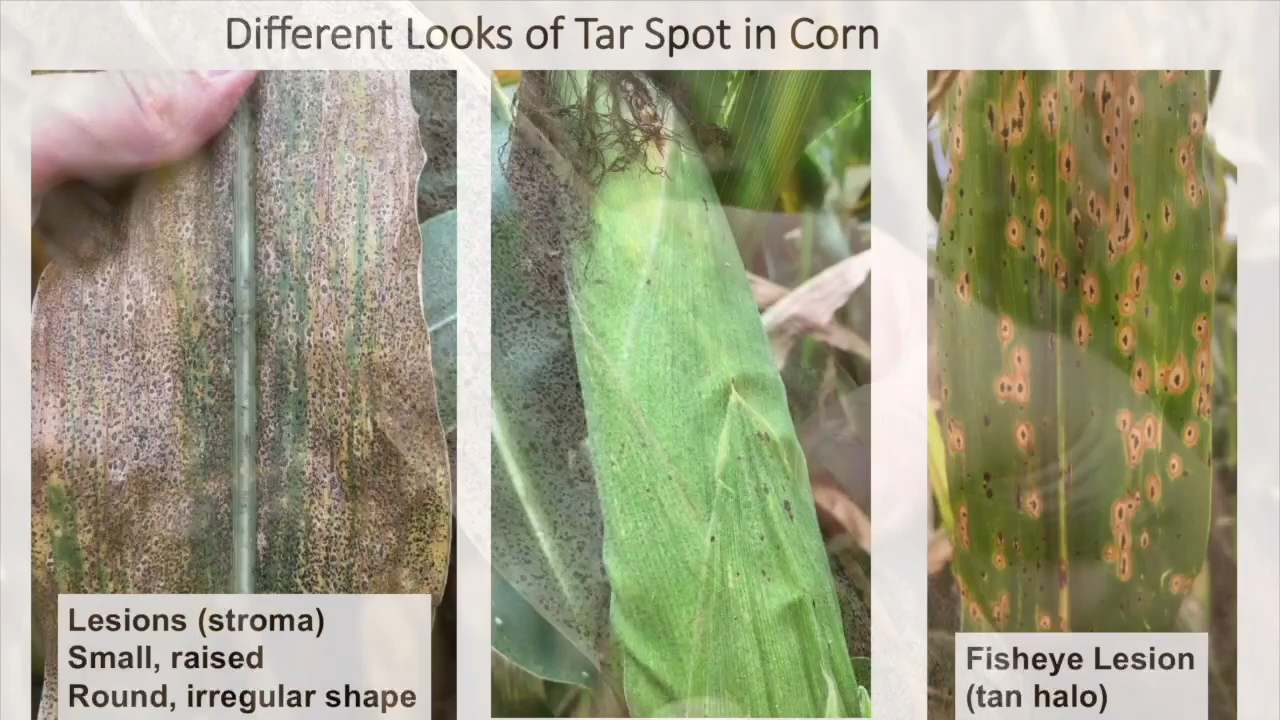 Different Looks of Tar Spot in Corn
Lesions (stroma)
Small, raised
Round, irregular shape
Fisheye Lesion
(tan halo)